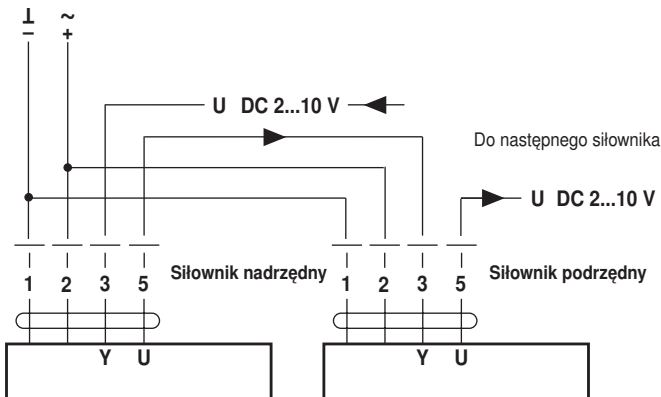 ⊥ ~
− +
U DC 2...10 V
Do następnego siłownika
U DC 2...10 V
1 2 3 5 Siłownik nadrzędny 1 2 3 5 Siłownik podrzędny
Y U Y U